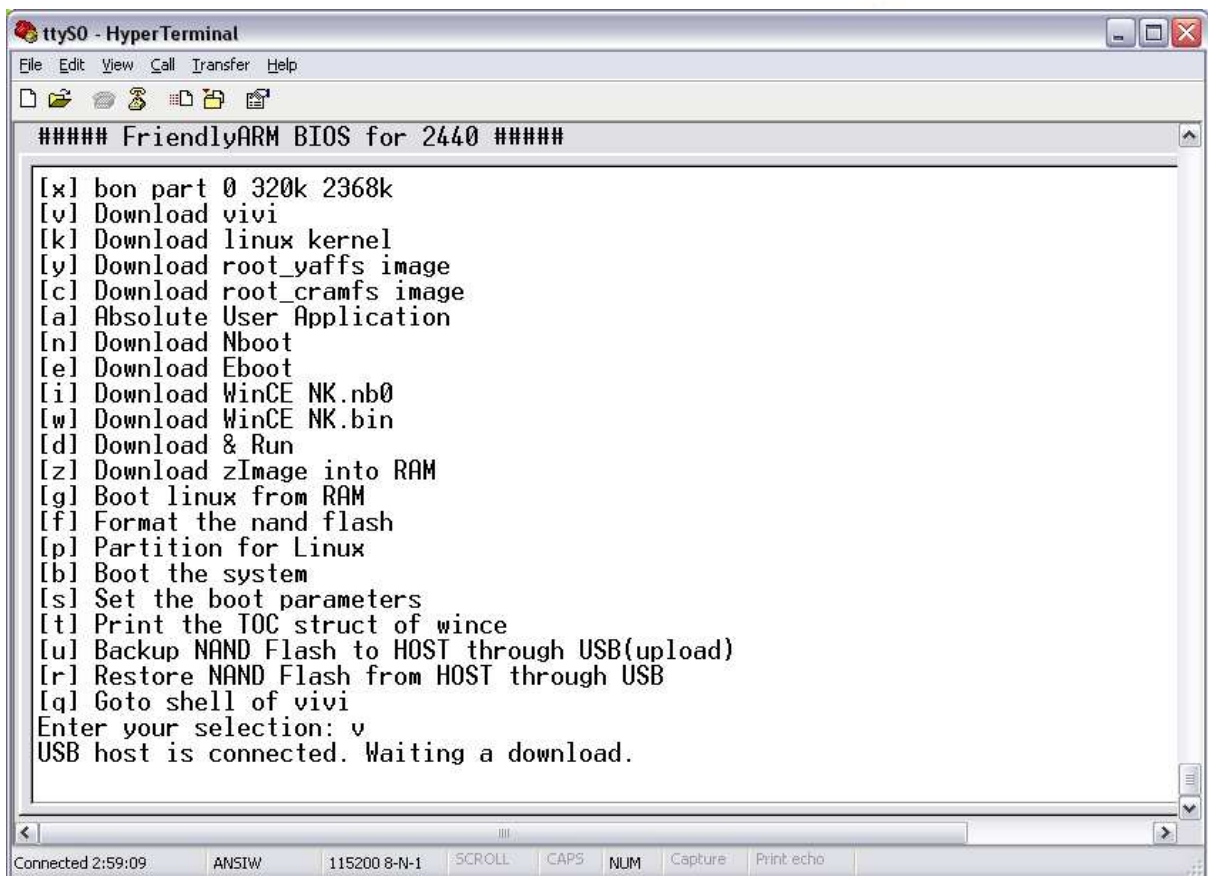 ttyS0 - HyperTerminal
File Edit View Call Transfer Help
##### FriendlyARM BIOS for 2440 #####
[x] bon part 0 320k 2368k
[v] Download vivi
[k] Download linux kernel
[y] Download root_yaffs image
[c] Download root_cramfs image
[a] Absolute User Application
[n] Download Nboot
[e] Download Eboot
[i] Download WinCE NK.nb0
[w] Download WinCE NK.bin
[d] Download & Run
[z] Download zImage into RAM
[g] Boot linux from RAM
[f] Format the nand flash
[p] Partition for Linux
[b] Boot the system
[s] Set the boot parameters
[t] Print the TOC struct of wince
[u] Backup NAND Flash to HOST through USB(upload)
[r] Restore NAND Flash from HOST through USB
[q] Goto shell of vivi
Enter your selection: v
USB host is connected. Waiting a download.
Connected 2:59:09 ANSIW 115200 8-N-1 SCROLL CAPS NUM Capture Print echo